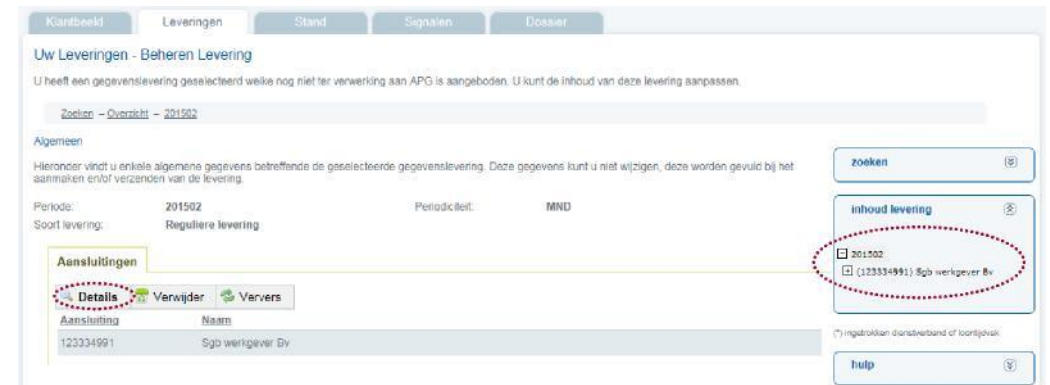 Klantbeeld Leveringen Stand Signalen Dossier
Uw Leveringen - Beheren Levering
U heeft een gegevenslevering geselecteerd welke nog niet ter verwerking aan APG is aangeboden. U kunt de inhoud van deze levering aanpassen.
Zoeken – Overzicht – 201502
Algemeen
Hieronder vindt u enkele algemene gegevens betreffende de geselecteerde gegevenslevering. Deze gegevens kunt u niet wijzigen, deze worden gevuld bij het
aanmaken en/of verzenden van de levering.
Periode: 201502 Periodiciteit: MND
Soort levering: Reguliere levering
Aansluitingen
Details Verwijder Ververs
Aansluiting Naam
123334991 Sgb werkgever Bv
zoeken
inhoud levering
201502
(123334991) Sgb werkgever Bv
(*) ingetrokken dienstverband of loontijdvak
hulp